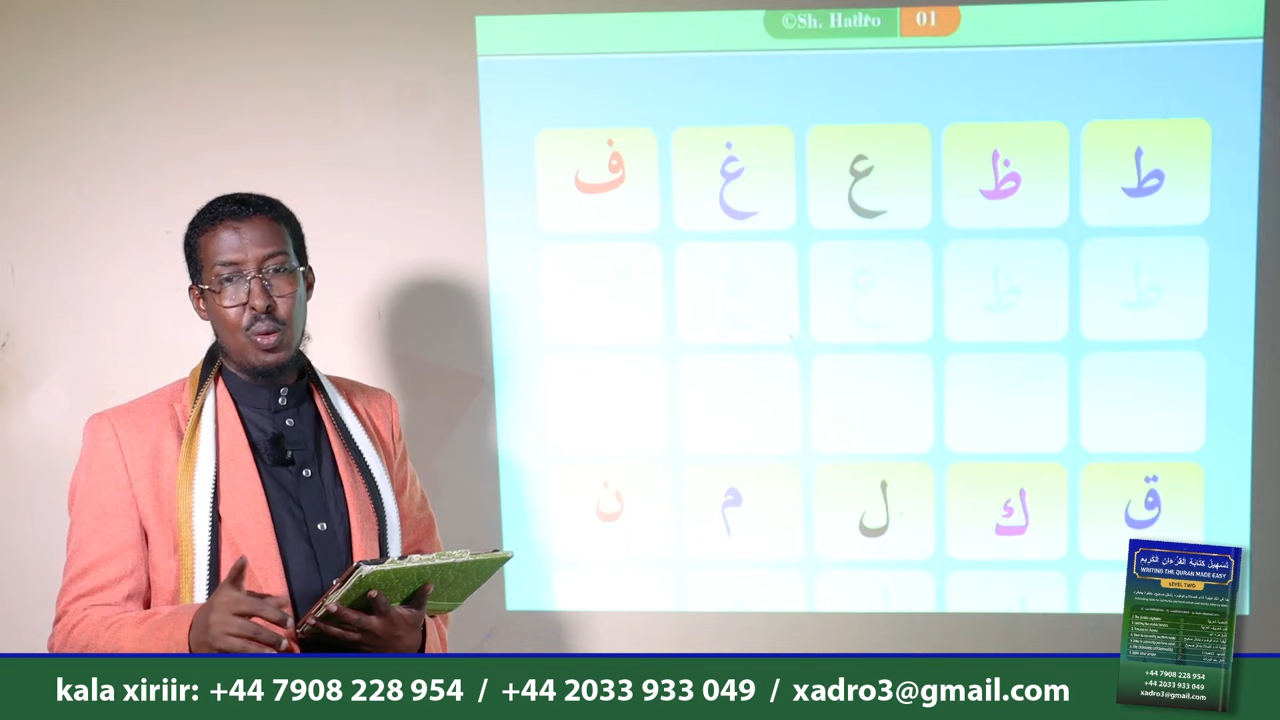 ©Sh. Hadro 01
ط ظ ع غ ف
ط ظ ع
ق ك ل م ن
تسهيل كتابة القرءان الكريم
WRITING THE QURAN MADE EASY
LEVEL TWO
+44 7908 228 954
+44 2033 933 049
xadro3@gmail.com
kala xiriir: +44 7908 228 954 / +44 2033 933 049 / xadro3@gmail.com